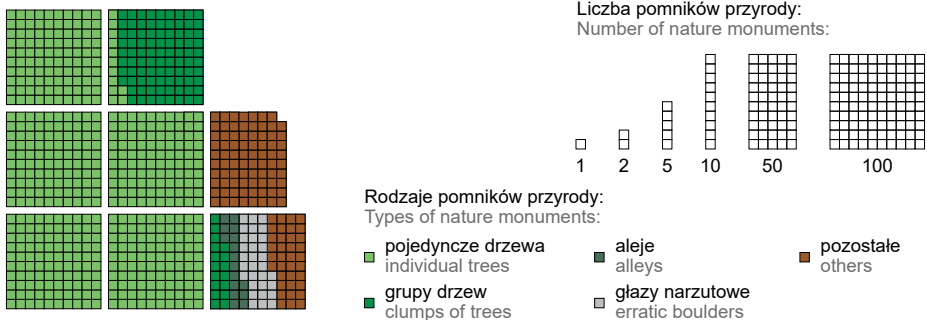 Liczba pomników przyrody:
Number of nature monuments:
1 2 5 10 50 100
Rodzaje pomników przyrody:
Types of nature monuments:
pojedyncze drzewa
individual trees
aleje
alleys
pozostałe
others
grupy drzew
clumps of trees
głazy narzutowe
erratic boulders